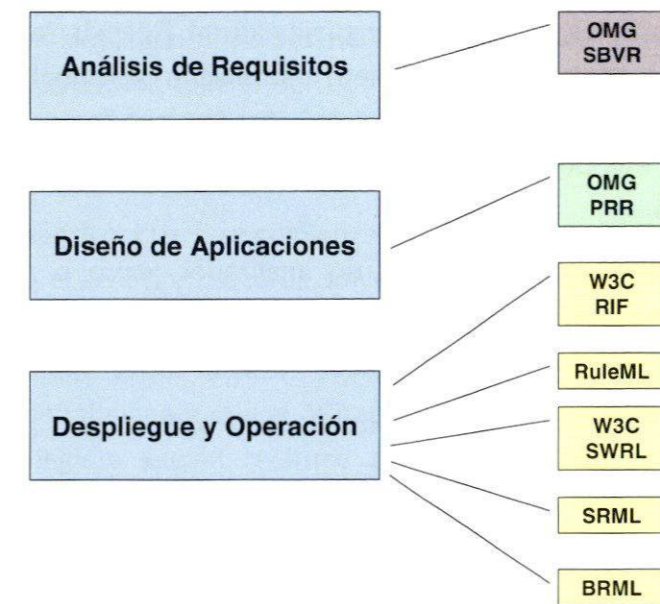 Análisis de Requisitos
OMG
SBVR
Diseño de Aplicaciones
OMG
PRR
W3C
RIF
RuleML
Despliegue y Operación
W3C
SWRL
SRML
BRML